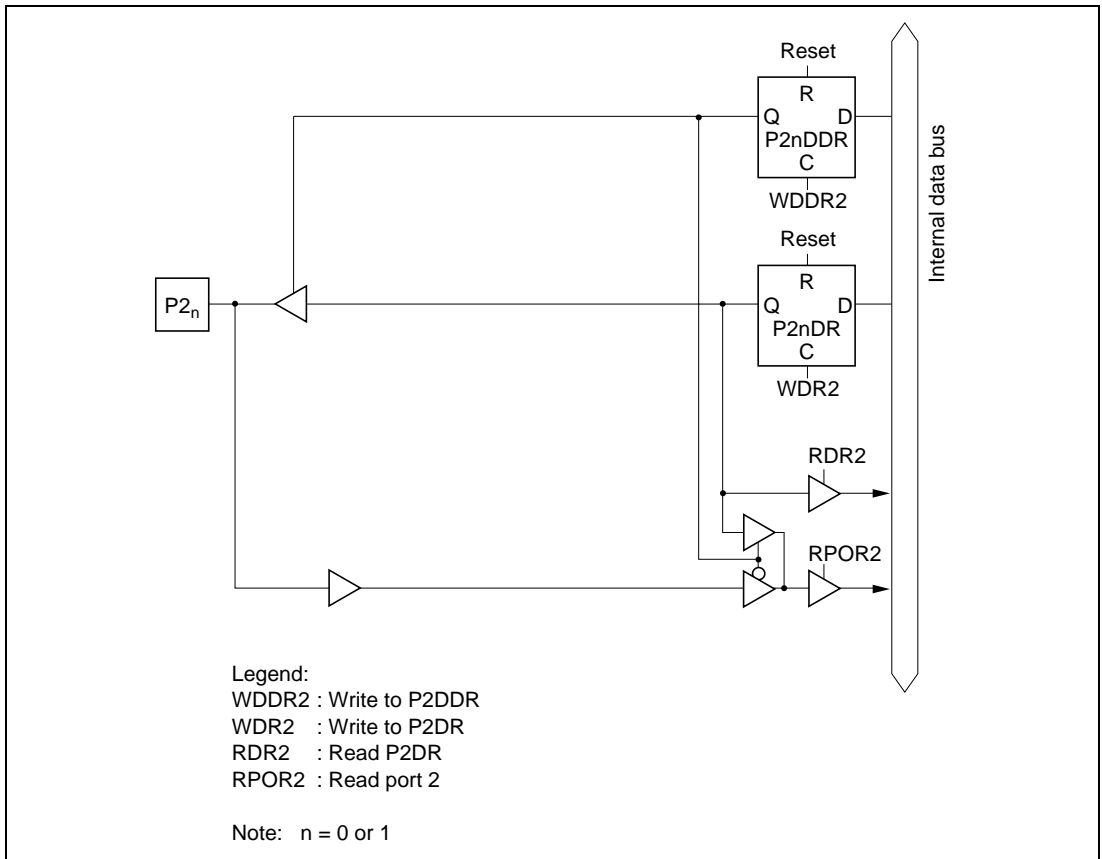 Reset
R
Q D
P2nDDR
C
WDDR2
Internal data bus
Reset
R
Q D
P2nDR
C
WDR2
P2n
RDR2
RPOR2
Legend:
WDDR2 : Write to P2DDR
WDR2 : Write to P2DR
RDR2 : Read P2DR
RPOR2 : Read port 2
Note: n = 0 or 1